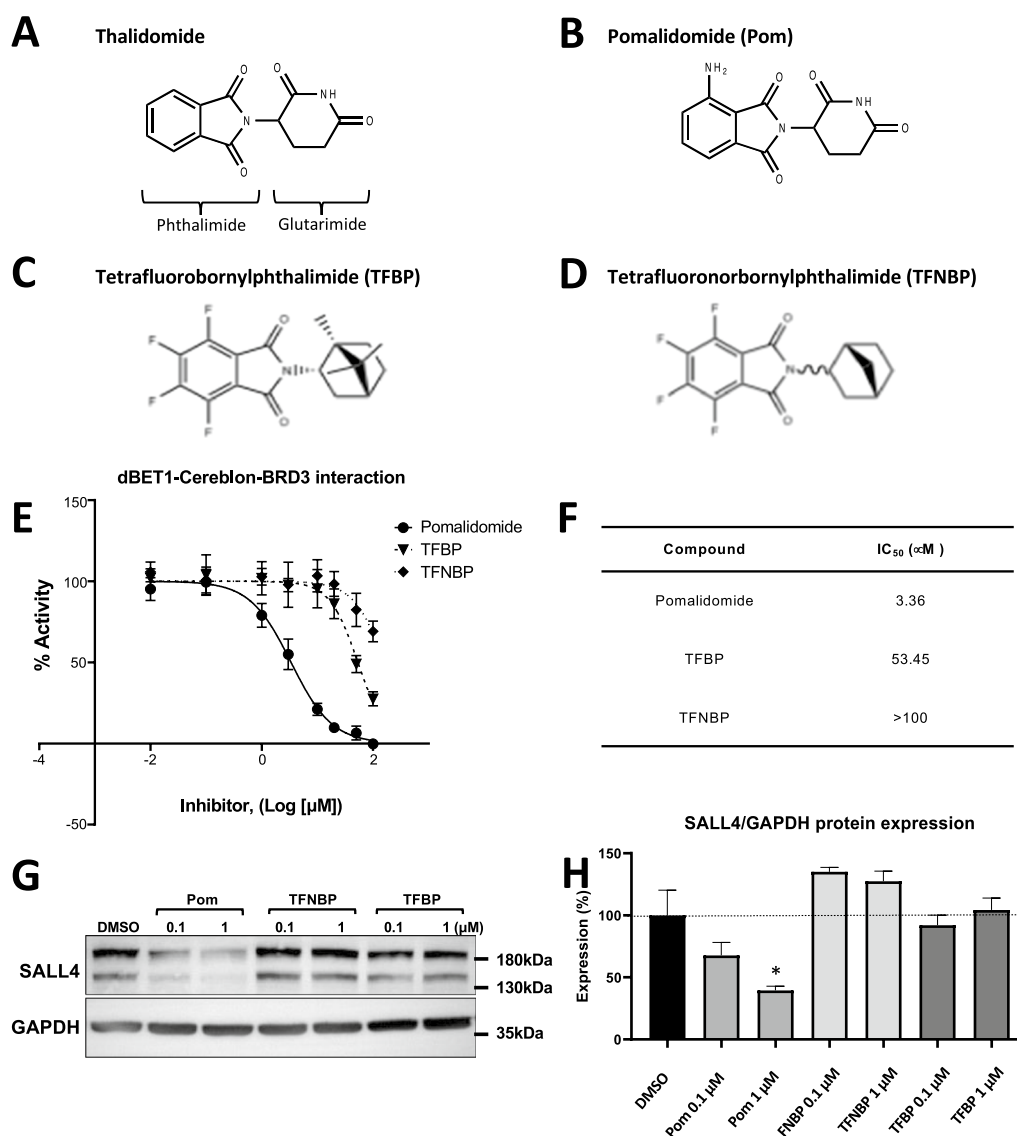 A
Thalidomide
O
O
NH
N
O
O
Phthalimide
Glutarimide
B
Pomalidomide (Pom)
NH2
O
O
NH
N
O
O
C
Tetrafluorobornylphthalimide (TFBP)
F
F
F
F
O
N
O
D
Tetrafluoronorbornylphthalimide (TFNBP)
F
F
F
F
O
N
O
E
dBET1-Cereblon-BRD3 interaction
150
100
50
-50
-4
-2
0
2
% Activity
Inhibitor, (Log [µM])
Pomalidomide
TFBP
TFNBP
F
Compound IC50 (∝M )
Pomalidomide 3.36
TFBP 53.45
TFNBP >100
G
Pom TFNBP TFBP
DMSO 0.1 1 0.1 1 0.1 1 (µM)
SALL4
180kDa
130kDa
GAPDH
35kDa
H
SALL4/GAPDH protein expression
Expression (%)
150
100
50
0
*
DMSO
Pom 0.1 µM
Pom 1 µM
FNBP 0.1 µM
TFNBP 1 µM
TFBP 0.1 µM
TFBP 1 µM